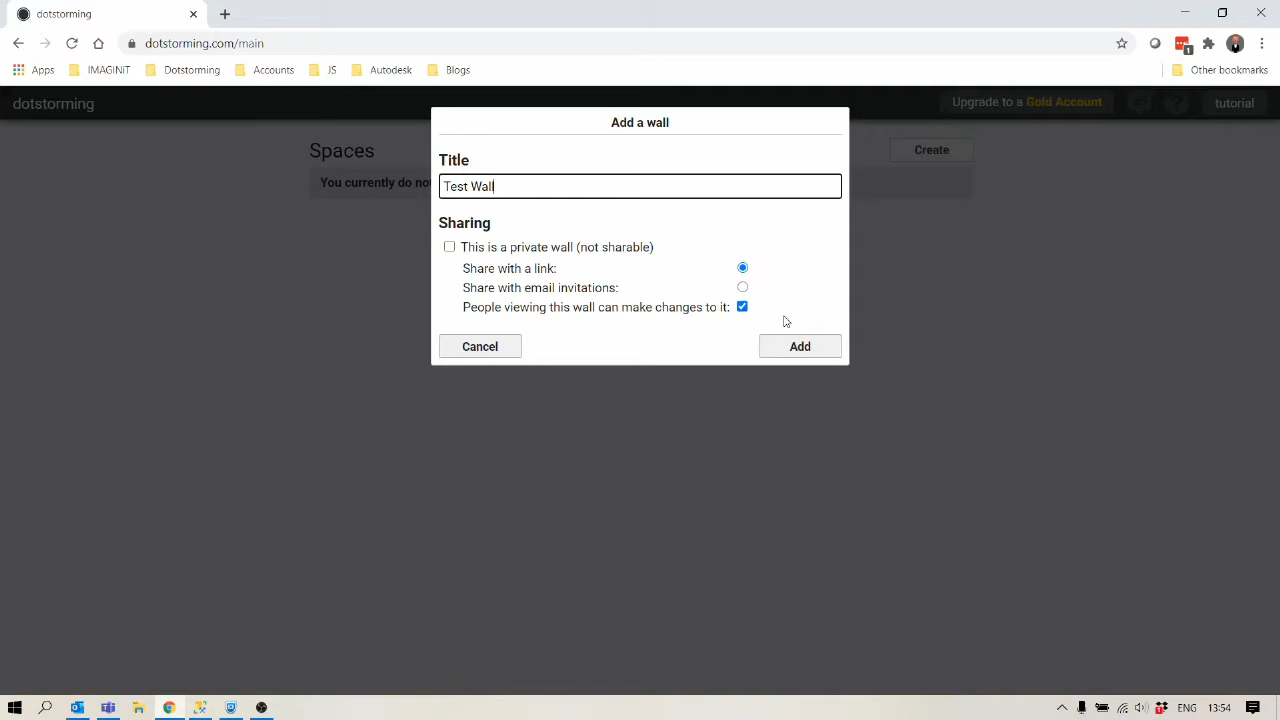 dotstorming
dotstorming.com/main
1
Apps IMAGINiT Dotstorming Accounts JS Autodesk Blogs Other bookmarks
dotstorming Upgrade to a Gold Account tutorial
Add a wall
Spaces Create
Title
You currently do no
Test Wall
Sharing
This is a private wall (not sharable)
Share with a link:
Share with email invitations:
People viewing this wall can make changes to it:
Cancel Add
ENG 13:54